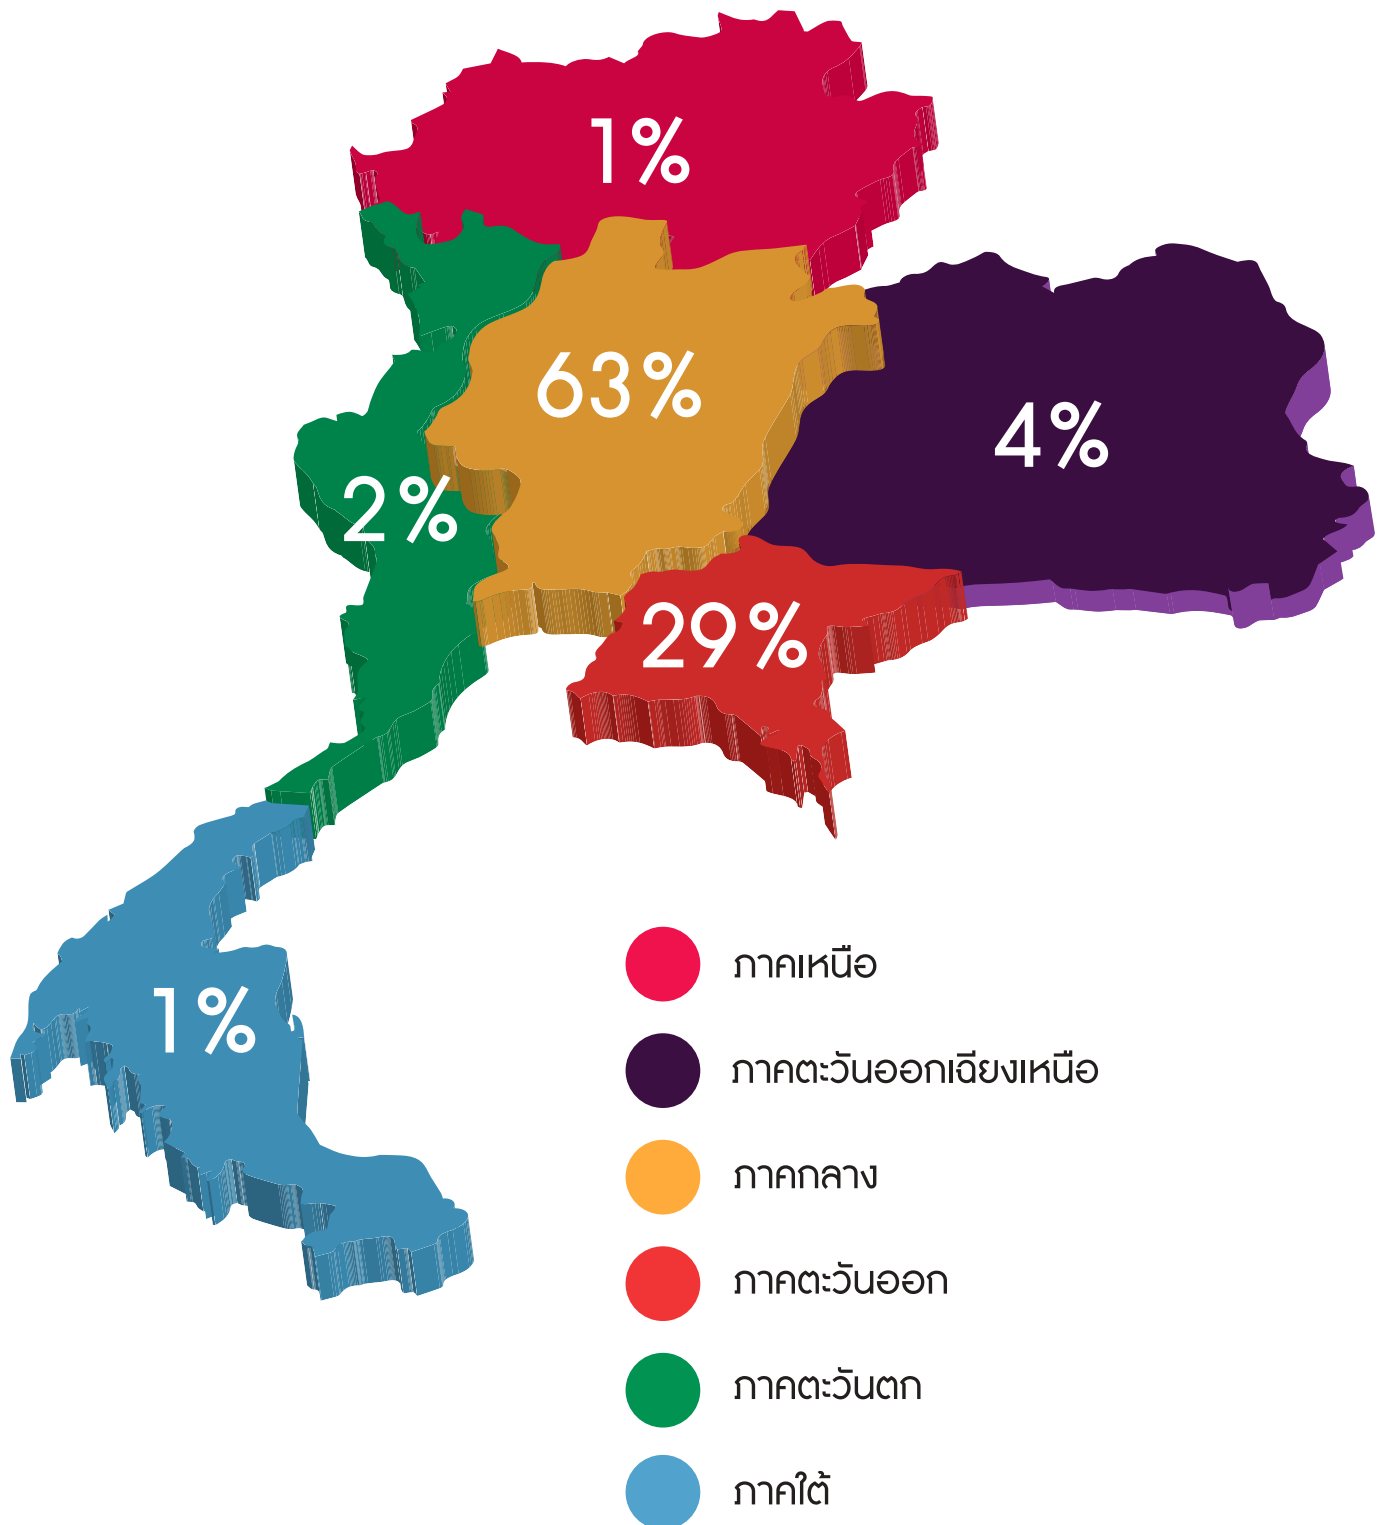 1%
63%
4%
2%
29%
1%
ภาคเหนือ
ภาคตะวันออกเฉียงเหนือ
ภาคกลาง
ภาคตะวันออก
ภาคตะวันตก
ภาคใต้